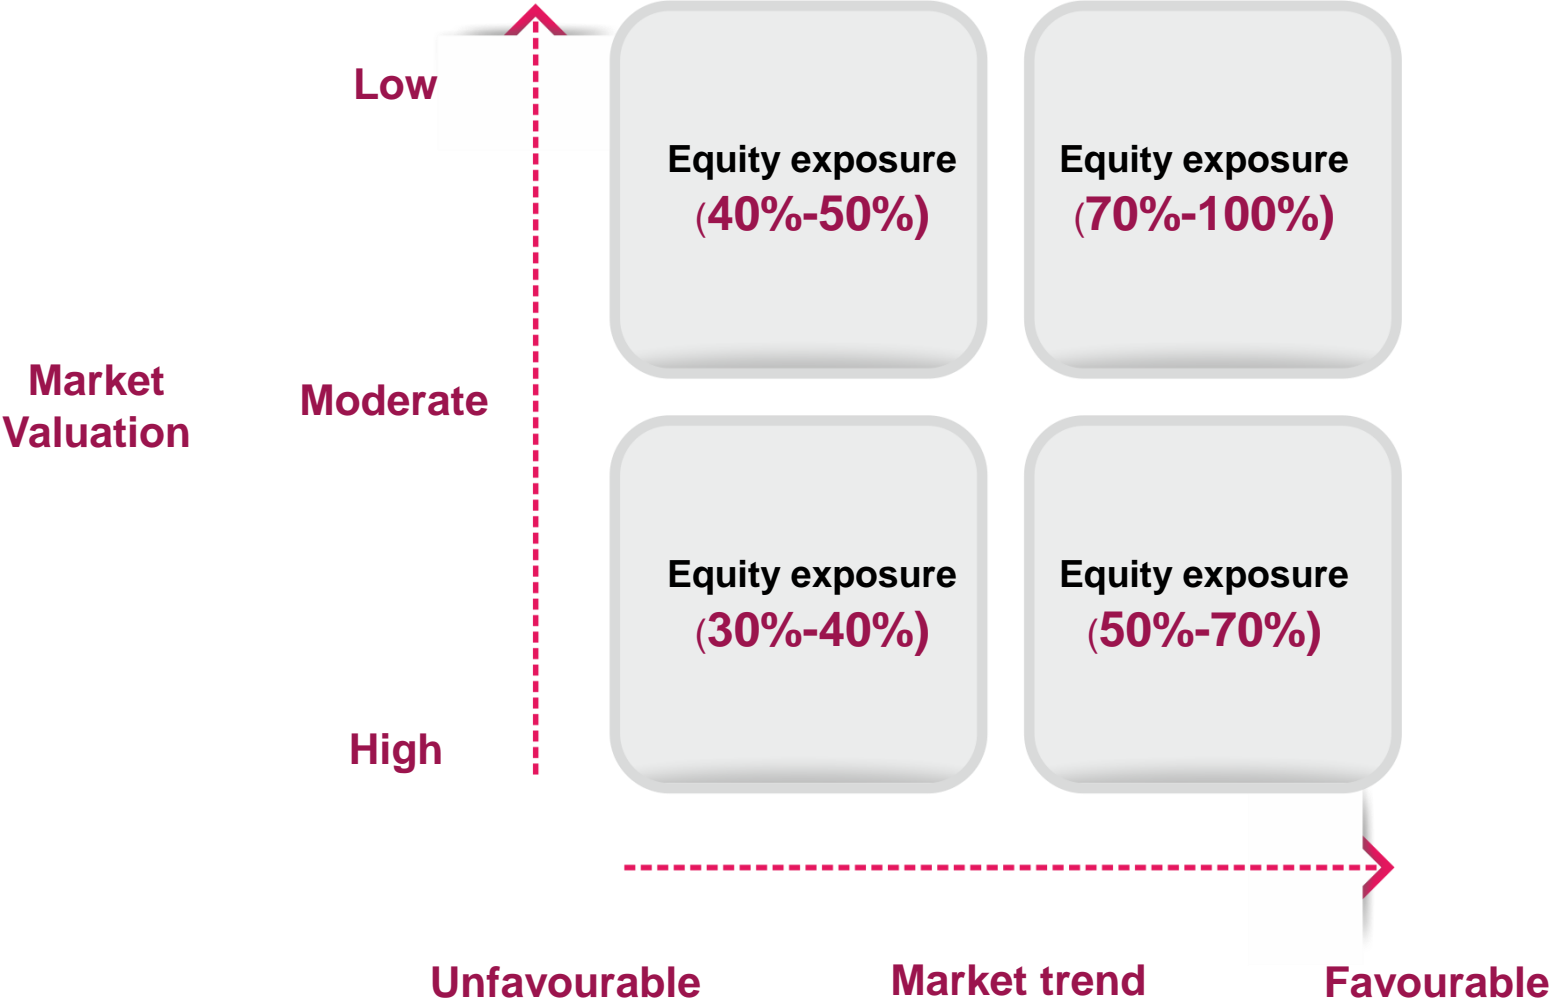 Low
Equity exposure
(40%-50%)
Equity exposure
(70%-100%)
Market
Valuation
Moderate
Equity exposure
(30%-40%)
Equity exposure
(50%-70%)
High
Unfavourable
Market trend
Favourable